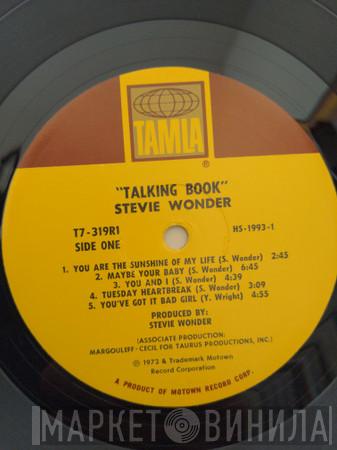 TAMLA
®
"TALKING BOOK"
STEVIE WONDER
T7-319R1
SIDE ONE
HS-1993-1
1. YOU ARE THE SUNSHINE OF MY LIFE (S. Wonder) 2:45
2. MAYBE YOUR BABY (S. Wonder) 6:45
3. YOU AND I (S. Wonder) 4:39
4. TUESDAY HEARTBREAK (S. Wonder) 3:09
5. YOU'VE GOT IT BAD GIRL (Y. Wright) 4:55
PRODUCED BY:
STEVIE WONDER
(ASSOCIATE PRODUCTION:
MARGOULEFF - CECIL FOR TAURUS PRODUCTIONS, INC.)
© 1972 & Trademark Motown
Record Corporation
A PRODUCT OF MOTOWN RECORD CORP.
МАРКЕТ ВИНИЛА